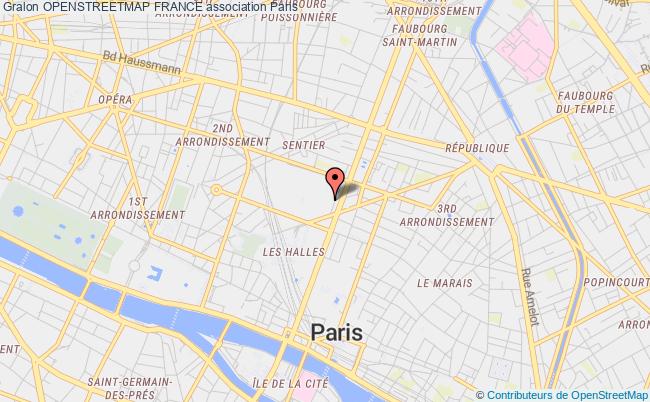 Gralon OPENSTREETMAP FRANCE association Paris
FAUBOURG
POISSONNIÈRE
10TH
ARRONDISSEMENT
FAUBOURG
SAINT-MARTIN
Bd Haussmann
OPÉRA
FAUBOURG
DU TEMPLE
2ND
ARRONDISSEMENT
SENTIER
RÉPUBLIQUE
1ST
ARRONDISSEMENT
3RD
ARRONDISSEMENT
LES HALLES
LE MARAIS
Rue Amelot
POPINCOURT
Paris
SAINT-GERMAIN-
DES-PRÉS
ÎLE DE LA CITÉ
© Contributeurs de OpenStreetMap